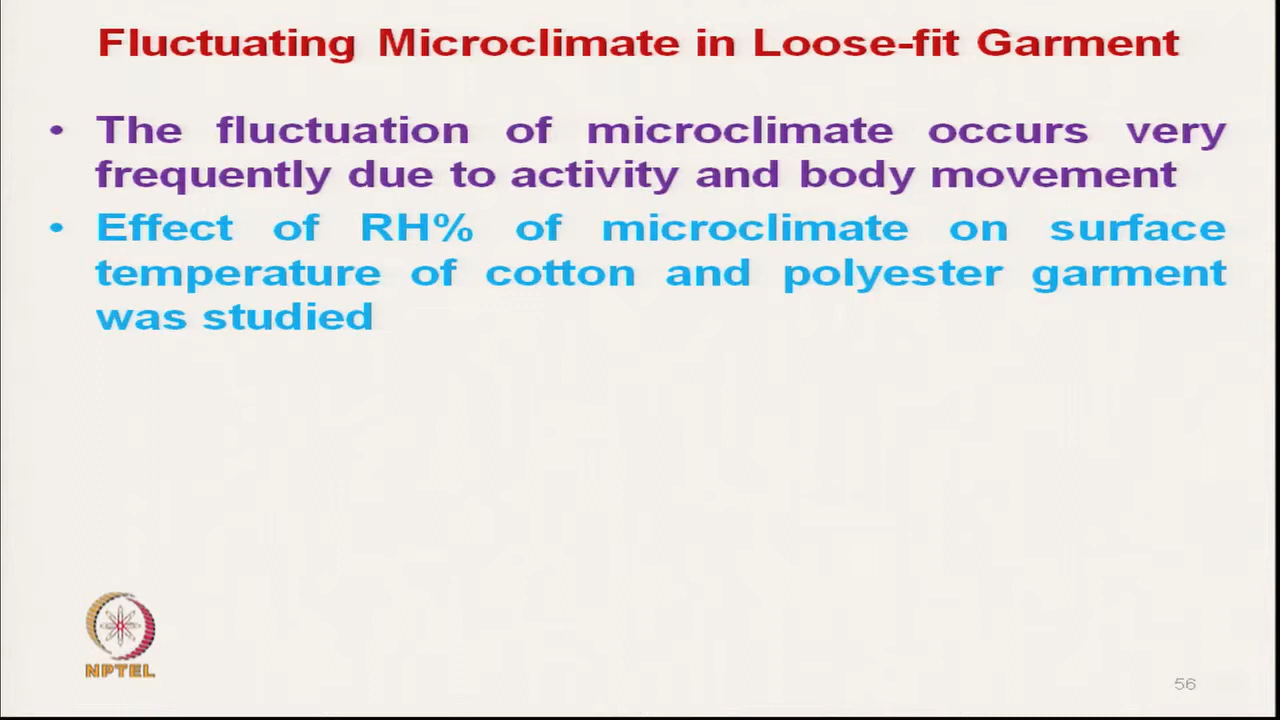 Fluctuating Microclimate in Loose-fit Garment
• The fluctuation of microclimate occurs very
frequently due to activity and body movement
• Effect of RH% of microclimate on surface
temperature of cotton and polyester garment
was studied
NPTEL
56